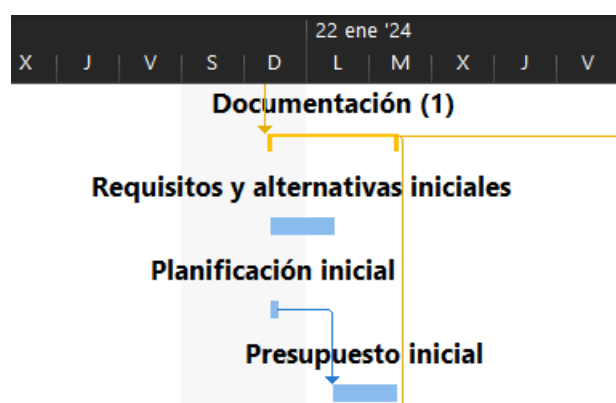 22 ene '24
X J V S D L M X J V
Documentación (1)
Requisitos y alternativas iniciales
Planificación inicial
Presupuesto inicial